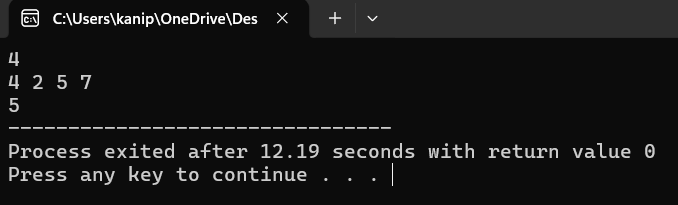 C:\Users\kanip\OneDrive\Des
4
4 2 5 7
5
--------------------------------
Process exited after 12.19 seconds with return value 0
Press any key to continue . . .